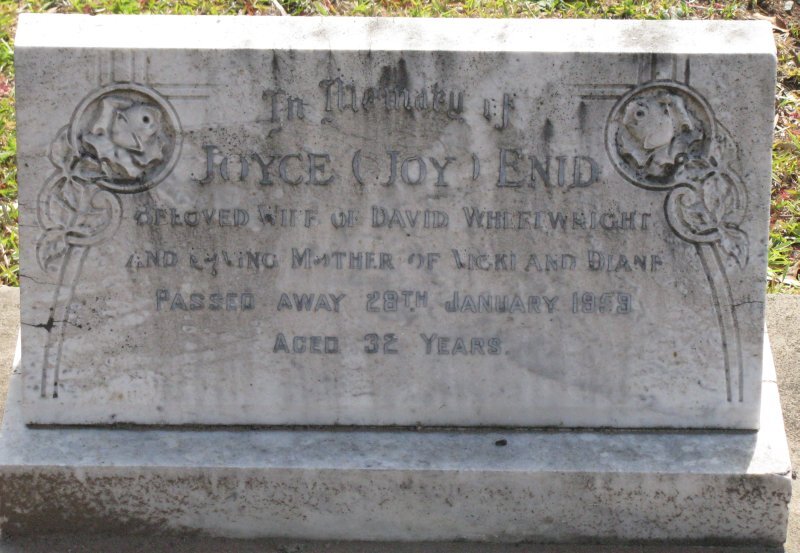 In Memory of
JOYCE (JOY) ENID
BELOVED WIFE OF DAVID WHEELWRIGHT
AND LOVING MOTHER OF VICKI AND DIANE
PASSED AWAY 28TH JANUARY 1959
AGED 32 YEARS.